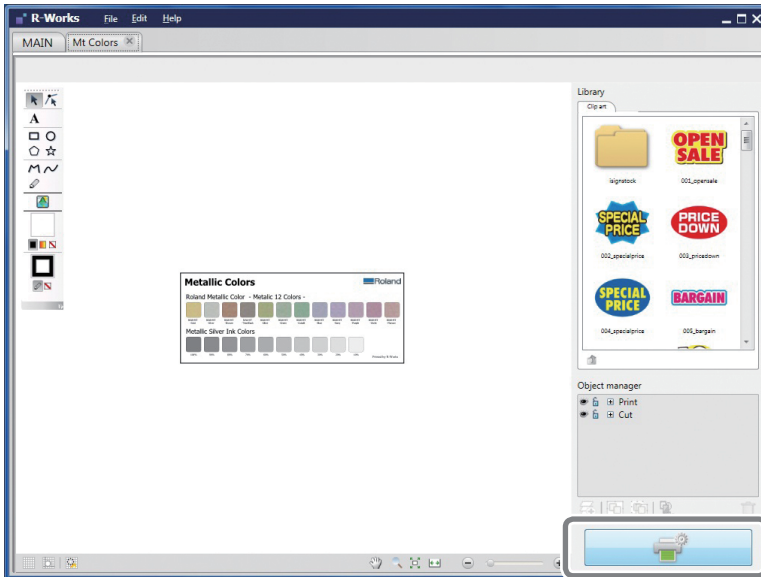 R-Works File Edit Help
MAIN Mt Colors
Library
Clip art
A
isignstock
OPEN SALE
001_opensale
SPECIAL PRICE
002_specialprice
PRICE DOWN
003_pricedown
SPECIAL PRICE
004_specialprice
BARGAIN
005_bargain
Metallic Colors
Roland
Roland Metallic Color - Metalic 12 Colors -
Metallic Silver Ink Colors
Object manager
Print
Cut